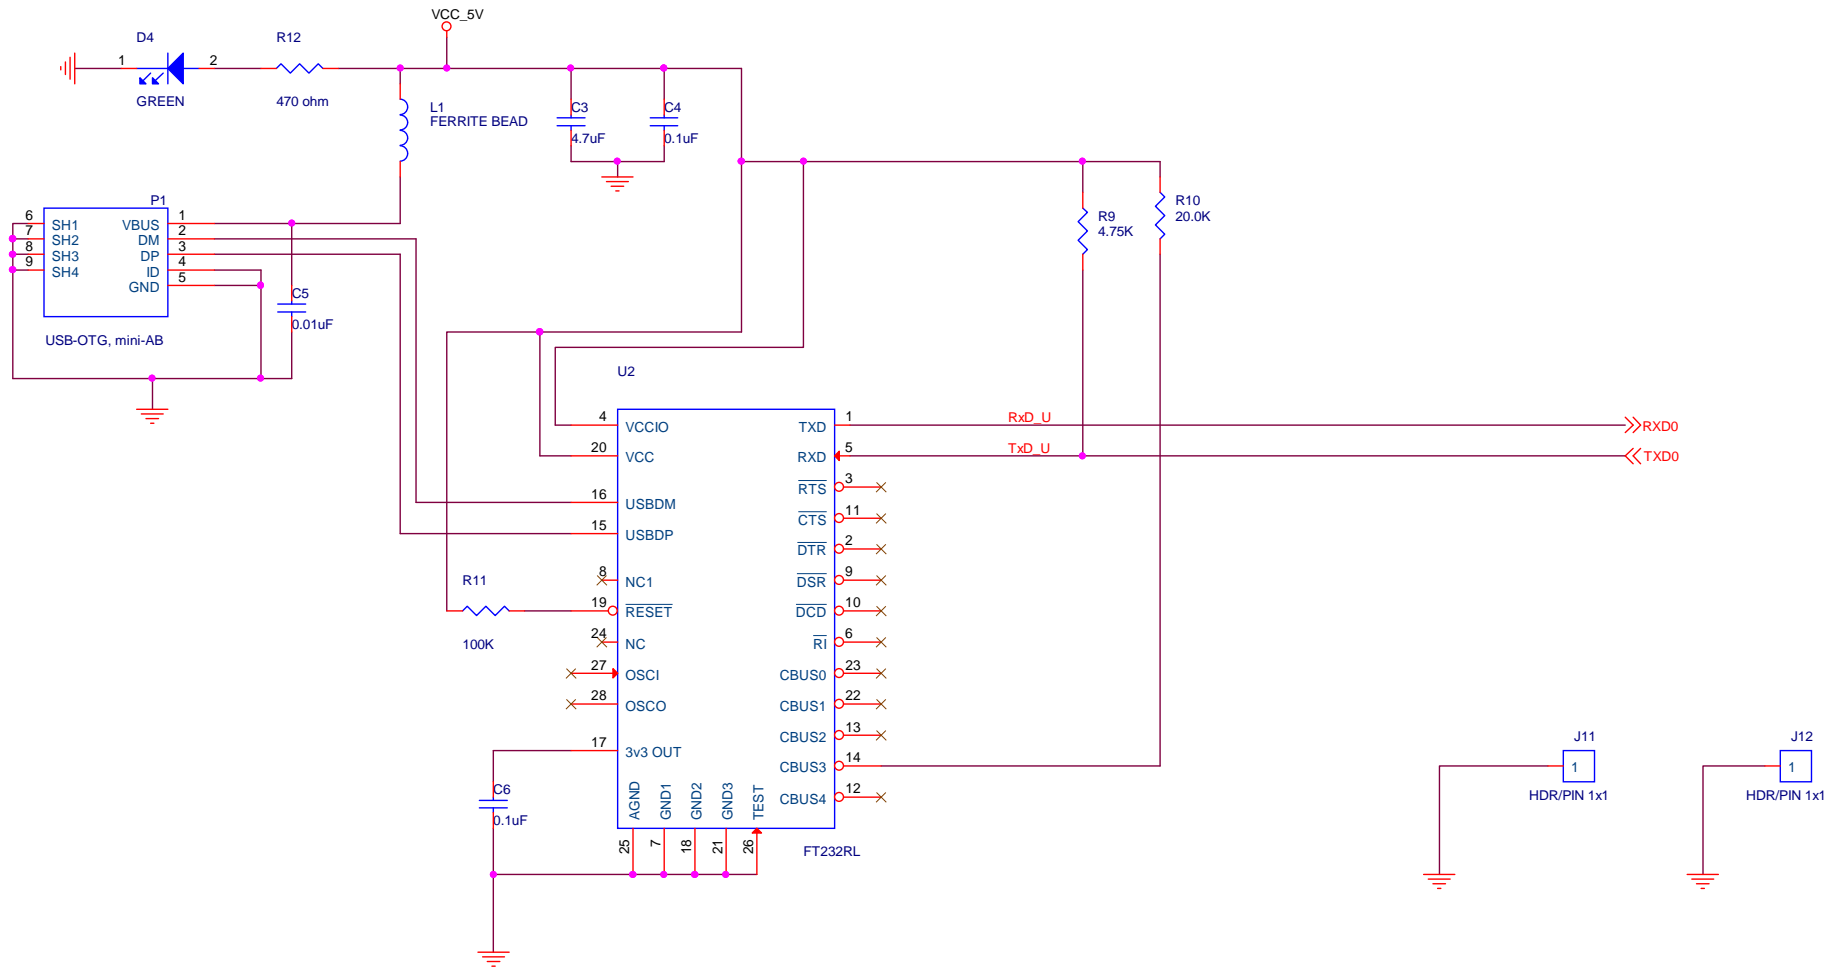 VCC_5V
D4
R12
1
2
GREEN
470 ohm
L1
FERRITE BEAD
C3
4.7uF
C4
0.1uF
P1
6
SH1
VBUS
1
7
SH2
DM
2
8
SH3
DP
3
9
SH4
ID
4
GND
5
USB-OTG, mini-AB
C5
0.01uF
R9
4.75K
R10
20.0K
U2
4
VCCIO
TXD
1
RxD_U
RXD0
20
VCC
RXD
5
TxD_U
TXD0
RTS
3
16
USBDM
CTS
11
15
USBDP
DTR
2
8
NC1
DSR
9
R11
100K
19
RESET
DCD
10
24
NC
RI
6
27
OSCI
CBUS0
23
28
OSCO
CBUS1
22
CBUS2
13
17
3v3 OUT
CBUS3
14
CBUS4
12
C6
0.1uF
AGND
GND1
GND2
GND3
TEST
25
7
18
21
26
FT232RL
J11
1
HDR/PIN 1x1
J12
1
HDR/PIN 1x1